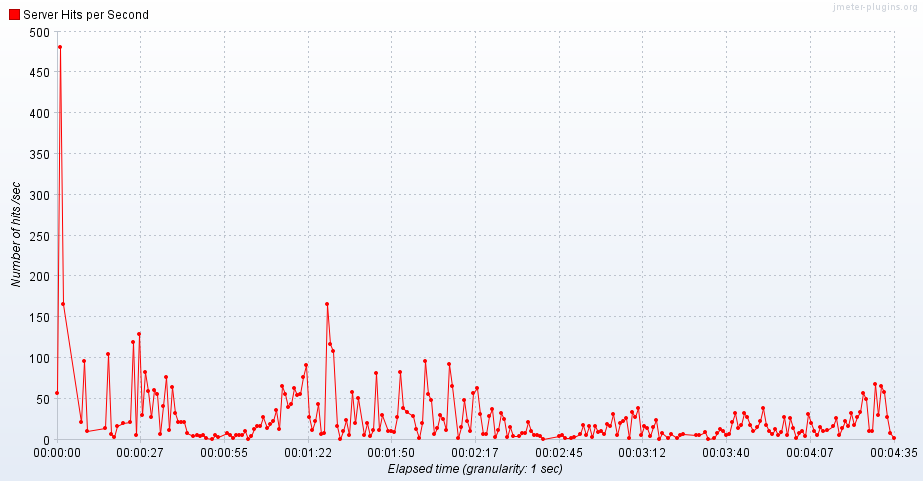 jmeter-plugins.org
Server Hits per Second
500
450
400
350
300
250
200
150
100
50
0
Number of hits /sec
00:00:00 00:00:27 00:00:55 00:01:22 00:01:50 00:02:17 00:02:45 00:03:12 00:03:40 00:04:07 00:04:35
Elapsed time (granularity: 1 sec)